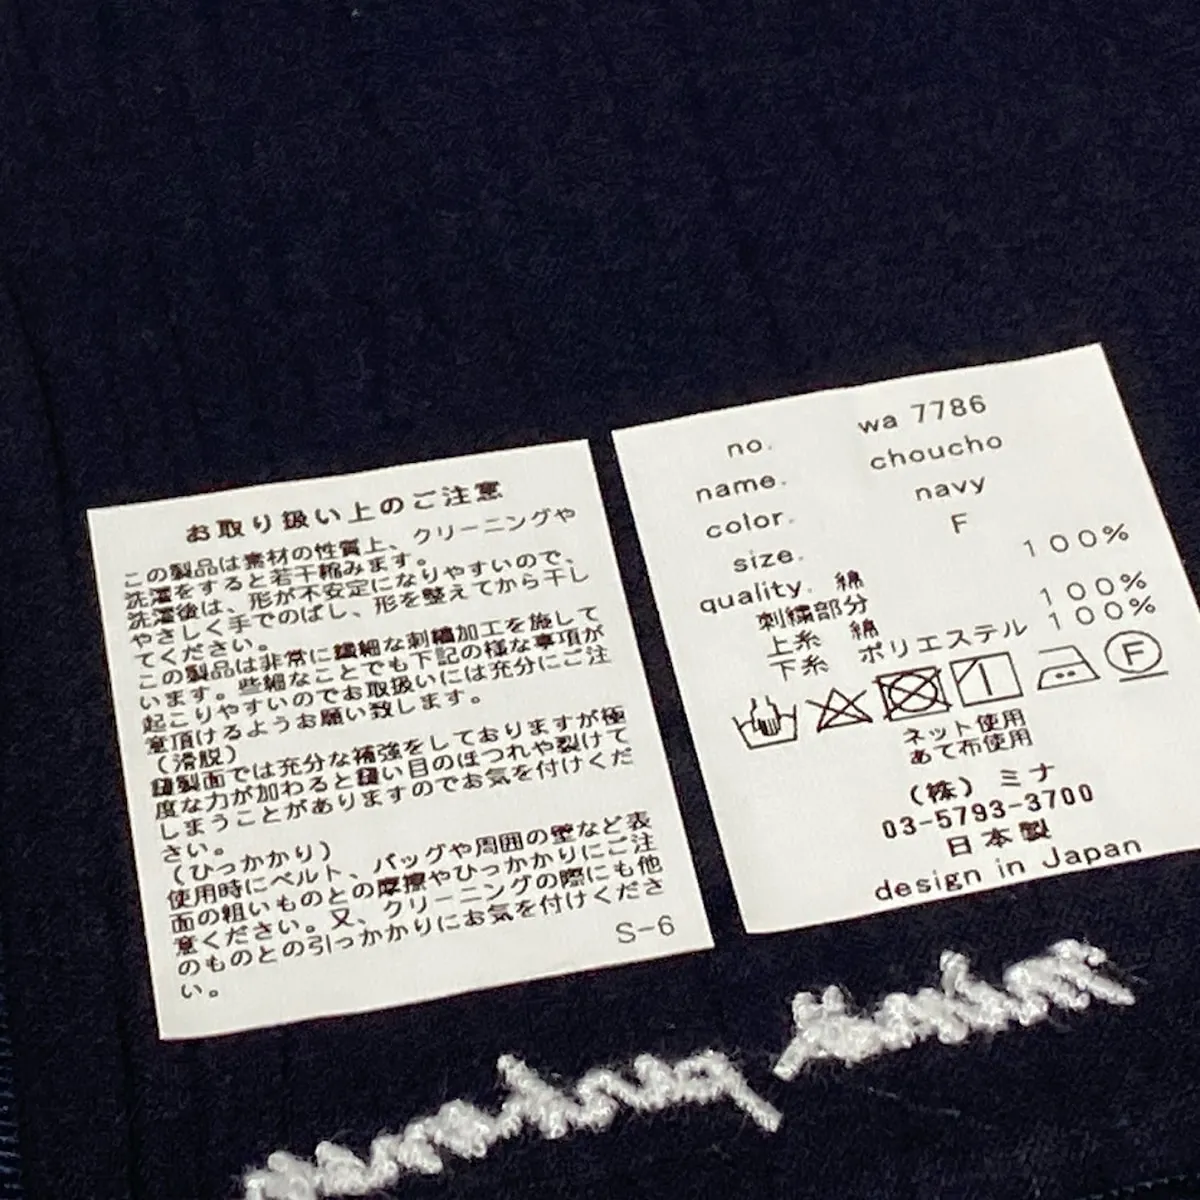 お取り扱い上のご注意
この製品は素材の性質上、クリーニングや
洗濯をすると若干縮みます。
洗濯後は、形が不安定になりやすいので、
やさしく手でのばし、形を整えてから干し
てください。
この製品は非常に繊細な刺繍加工を施して
います。些細なことでも下記の様な事項が
起こりやすいのでお取扱いには充分にご注
意頂けるようお願い致します。
(滑脱)
縫製面では充分な補強をしておりますが極
度な力が加わると縫い目のほつれや裂けて
しまうことがありますのでお気を付けくだ
さい。
(ひっかかり)
使用時にベルト、バッグや周囲の壁など表
面の粗いものとの摩擦やひっかかりにご注
意ください。又、クリーニングの際にも他
のものとの引っかかりにお気を付けくださ
い。
S-6
no. wa 7786
name. choucho
color. navy
size. F
quality. 綿 100%
刺繍部分
上糸 綿 100%
下糸 ポリエステル 100%
F
ネット使用
あて布使用
(株) ミナ
03-5793-3700
日本製
design in Japan